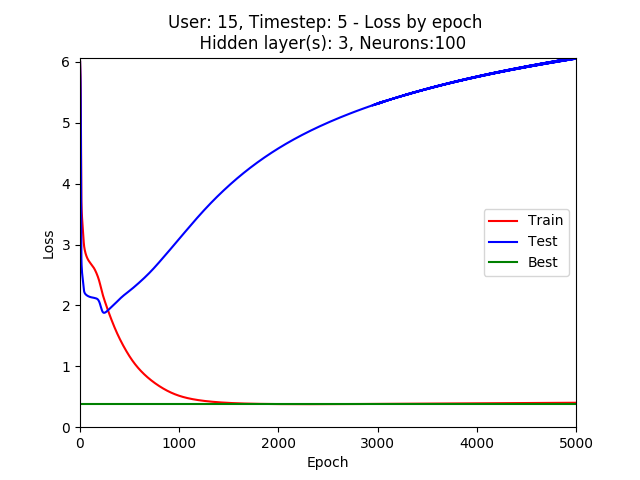 User: 15, Timestep: 5 - Loss by epoch
Hidden layer(s): 3, Neurons:100
6
5
4
3
2
1
0
Loss
Train
Test
Best
0 1000 2000 3000 4000 5000
Epoch